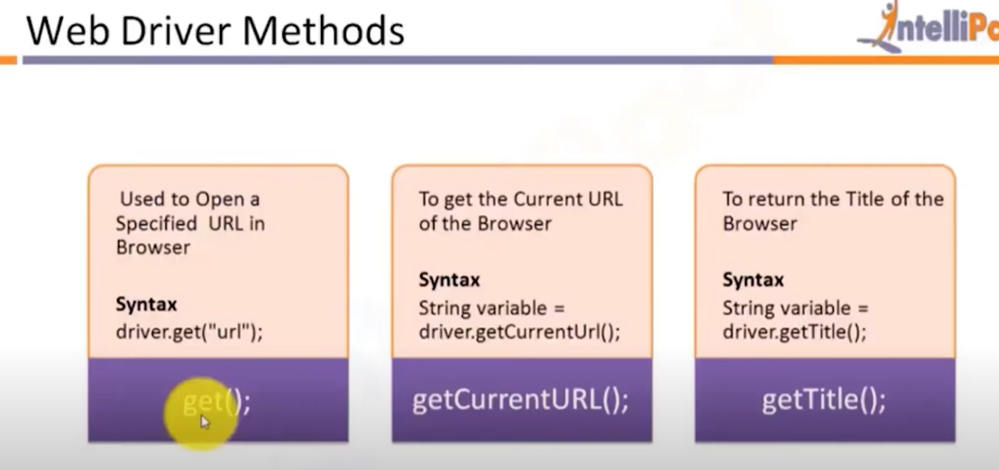 Web Driver Methods
IntelliPa
Used to Open a
Specified URL in
Browser
Syntax
driver.get("url");
get();
To get the Current URL
of the Browser
Syntax
String variable =
driver.getCurrentUrl();
getCurrentURL();
To return the Title of the
Browser
Syntax
String variable =
driver.getTitle();
getTitle();